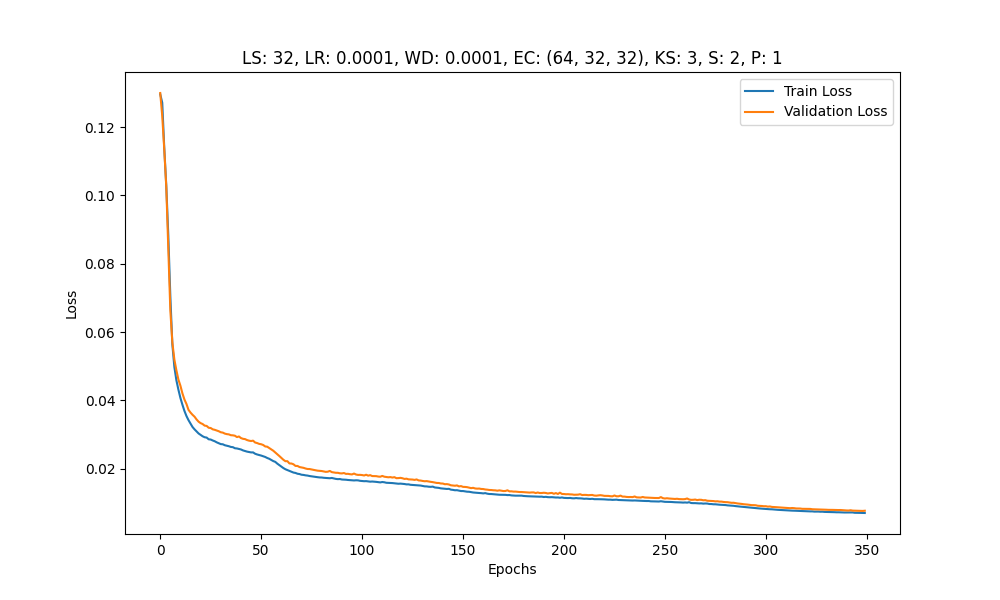 LS: 32, LR: 0.0001, WD: 0.0001, EC: (64, 32, 32), KS: 3, S: 2, P: 1
Train Loss
Validation Loss
0.12
0.10
0.08
0.06
0.04
0.02
Loss
0 50 100 150 200 250 300 350
Epochs